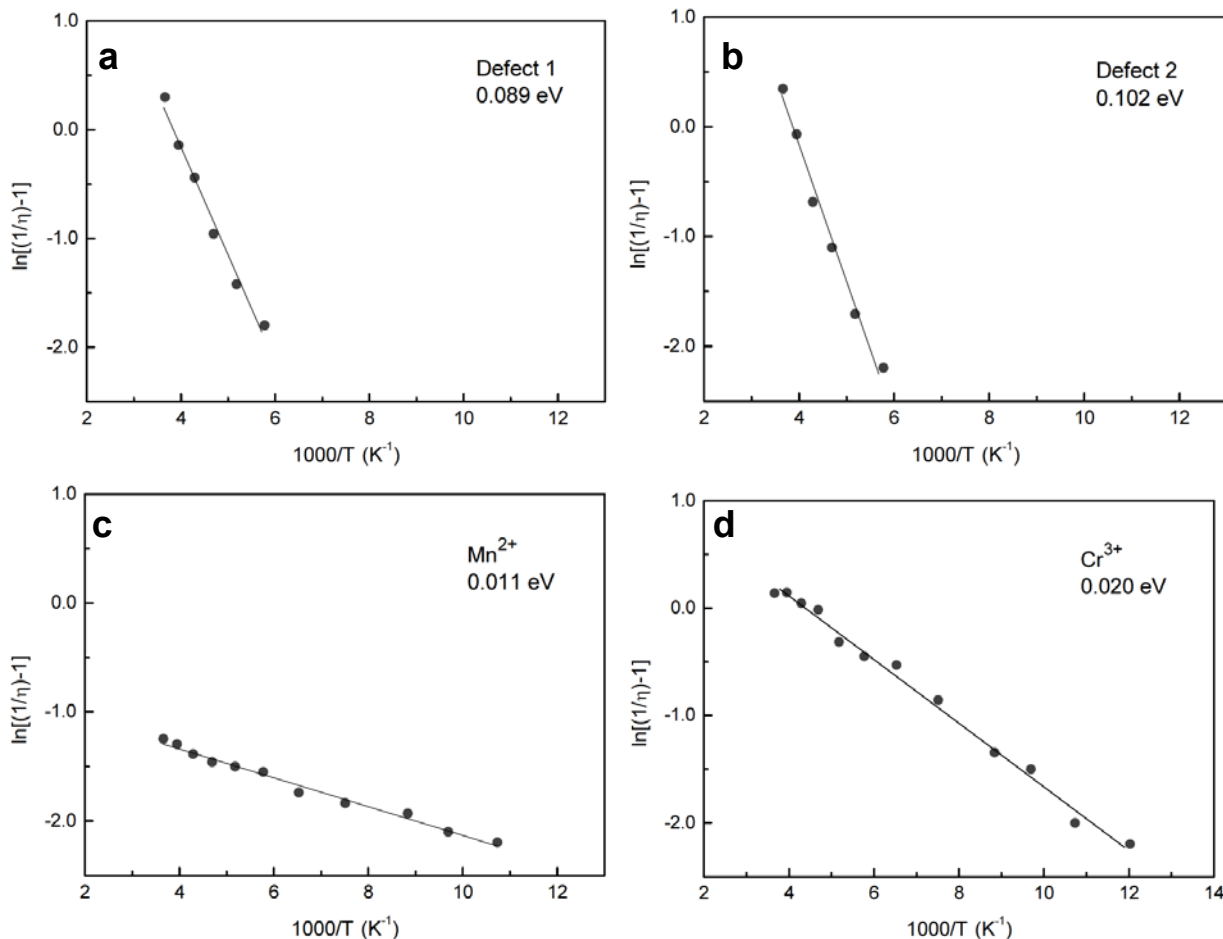 a
Defect 1
0.089 eV
1.0
0.0
-1.0
-2.0
ln[(1/η)-1]
2 4 6 8 10 12
1000/T (K⁻¹)
b
Defect 2
0.102 eV
1.0
0.0
-1.0
-2.0
ln[(1/η)-1]
2 4 6 8 10 12
1000/T (K⁻¹)
c
Mn²⁺
0.011 eV
1.0
0.0
-1.0
-2.0
ln[(1/η)-1]
2 4 6 8 10 12
1000/T (K⁻¹)
d
Cr³⁺
0.020 eV
1.0
0.0
-1.0
-2.0
ln[(1/η)-1]
2 4 6 8 10 12 14
1000/T (K⁻¹)